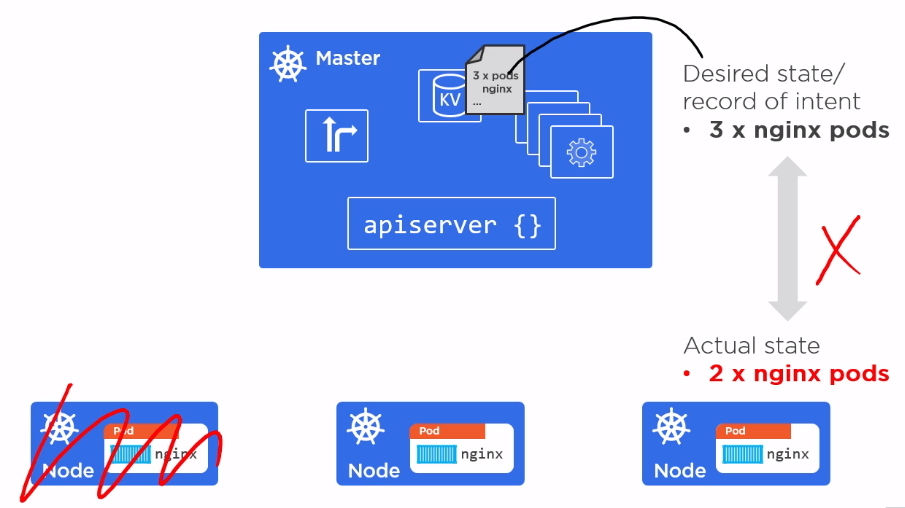 Master
3 x pods
nginx
...
KV
Desired state/
record of intent
• 3 x nginx pods
apiserver {}
Actual state
• 2 x nginx pods
Pod
nginx
Node
Pod
nginx
Node
Pod
nginx
Node